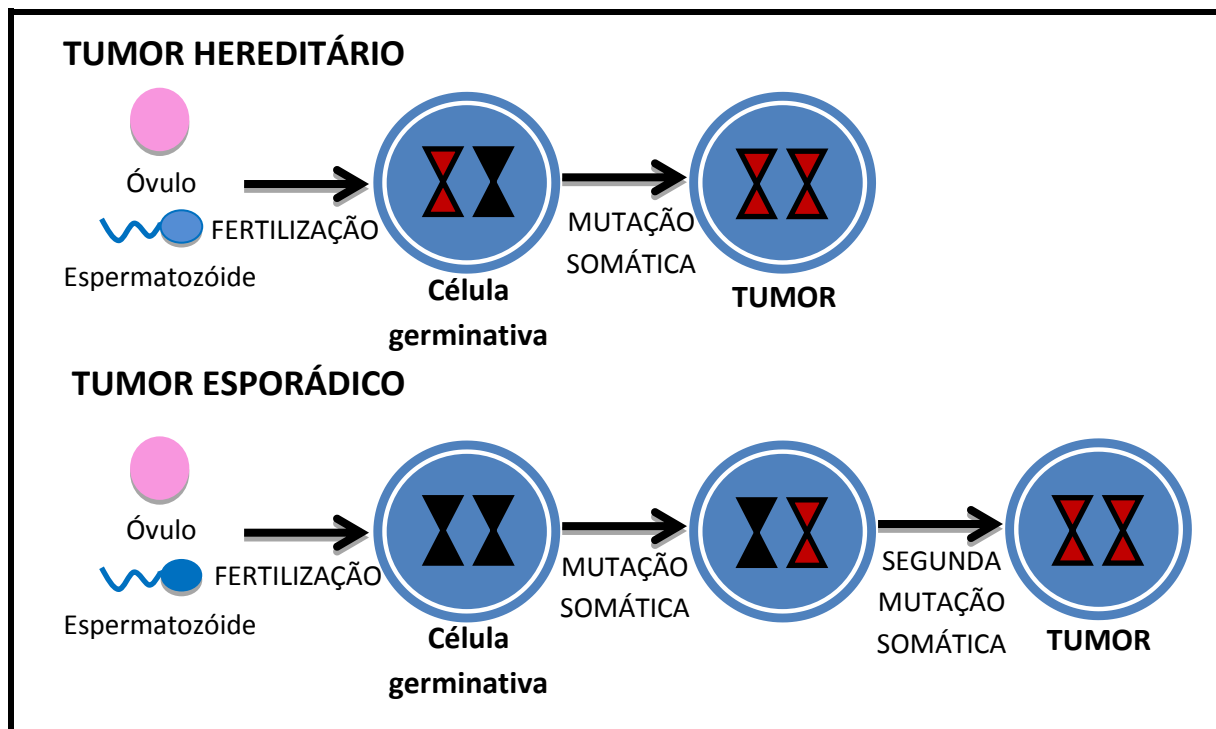 TUMOR HEREDITÁRIO
Óvulo
FERTILIZAÇÃO
Espermatozóide
Célula
germinativa
MUTAÇÃO
SOMÁTICA
TUMOR
TUMOR ESPORÁDICO
Óvulo
FERTILIZAÇÃO
Espermatozóide
Célula
germinativa
MUTAÇÃO
SOMÁTICA
SEGUNDA
MUTAÇÃO
SOMÁTICA
TUMOR